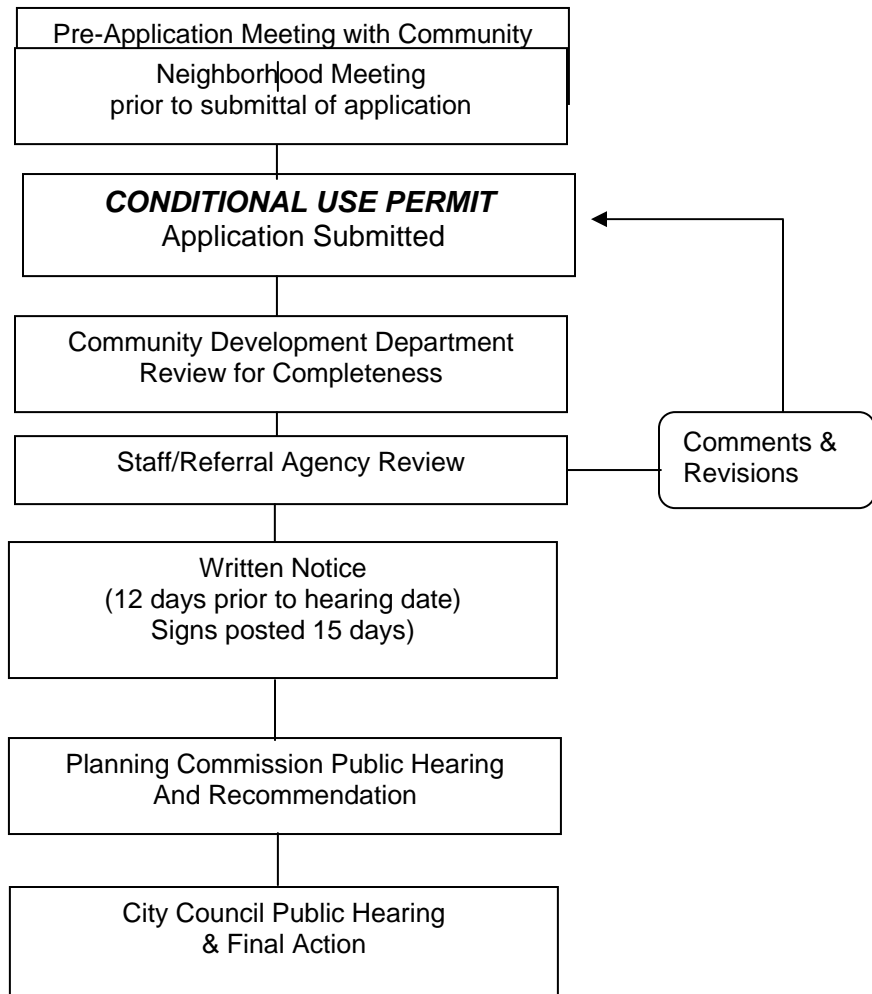 Pre-Application Meeting with Community
Neighborhood Meeting
prior to submittal of application
CONDITIONAL USE PERMIT
Application Submitted
Community Development Department
Review for Completeness
Staff/Referral Agency Review
Comments &
Revisions
Written Notice
(12 days prior to hearing date)
Signs posted 15 days)
Planning Commission Public Hearing
And Recommendation
City Council Public Hearing
& Final Action